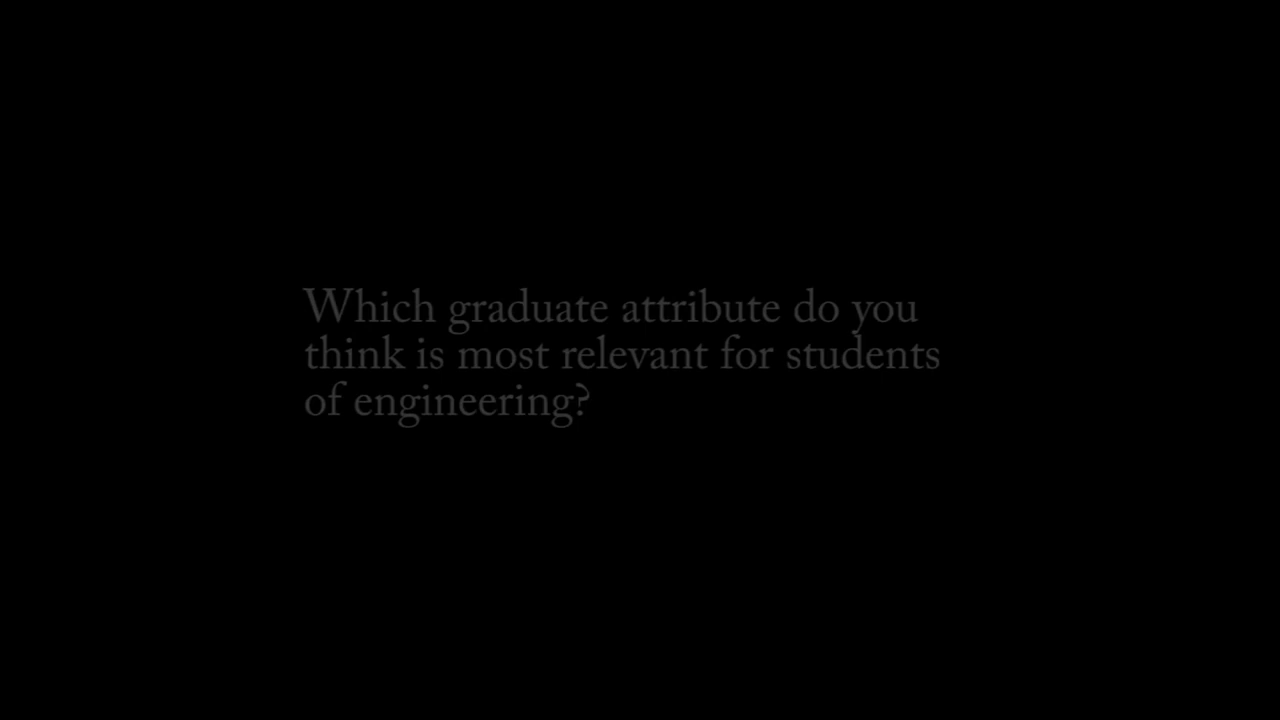 Which graduate attribute do you
think is most relevant for students
of engineering?